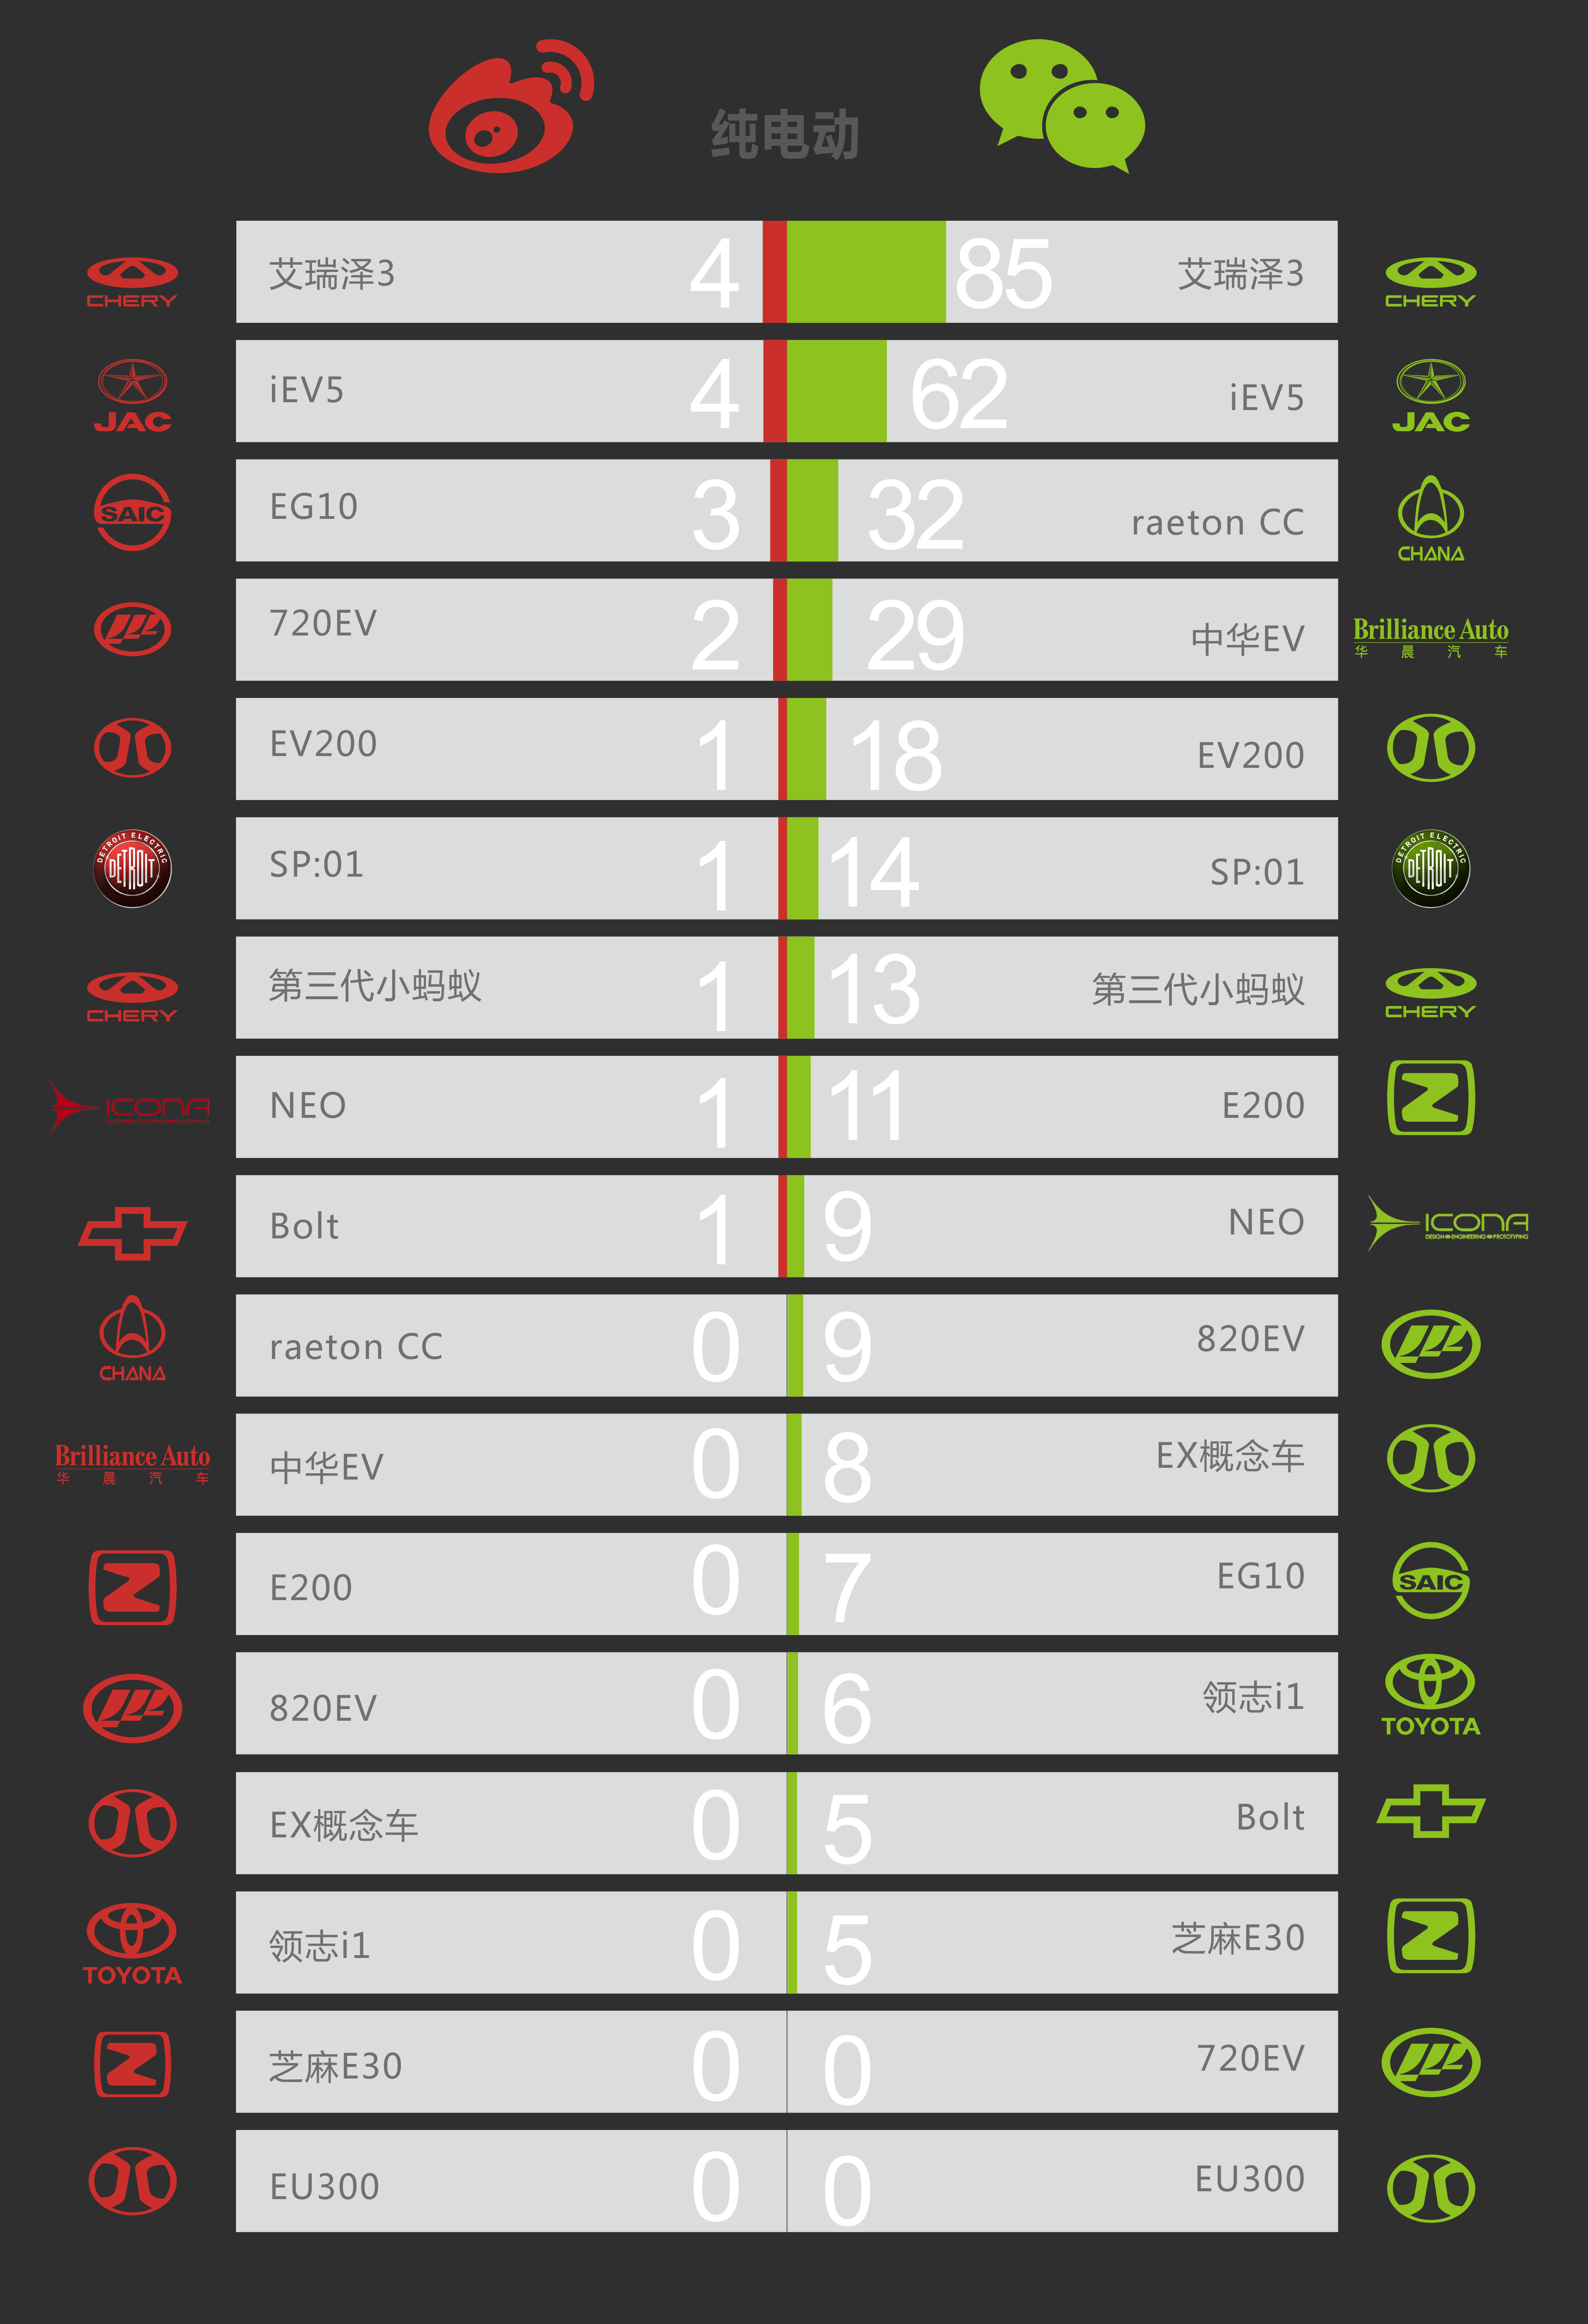 纯电动
CHERY
艾瑞泽3 4 85 艾瑞泽3
CHERY
JAC
iEV5 4 62 iEV5
JAC
SAIC
EG10 3 32 raeton CC
CHANA
720EV 2 29 中华EV
Brilliance Auto
华晨汽车
EV200 1 18 EV200
DETROIT ELECTRIC
DETROIT
SP:01 1 14 SP:01
DETROIT ELECTRIC
DETROIT
CHERY
第三代小蚂蚁 1 13 第三代小蚂蚁
CHERY
ICONA
DESIGN ENGINEERING PROTOTYPING
NEO 1 11 E200
Bolt 1 9 NEO
ICONA
DESIGN ENGINEERING PROTOTYPING
CHANA
raeton CC 0 9 820EV
Brilliance Auto
华晨汽车
中华EV 0 8 EX概念车
E200 0 7 EG10
SAIC
820EV 0 6 领志i1
TOYOTA
EX概念车 0 5 Bolt
TOYOTA
领志i1 0 5 芝麻E30
芝麻E30 0 0 720EV
EU300 0 0 EU300